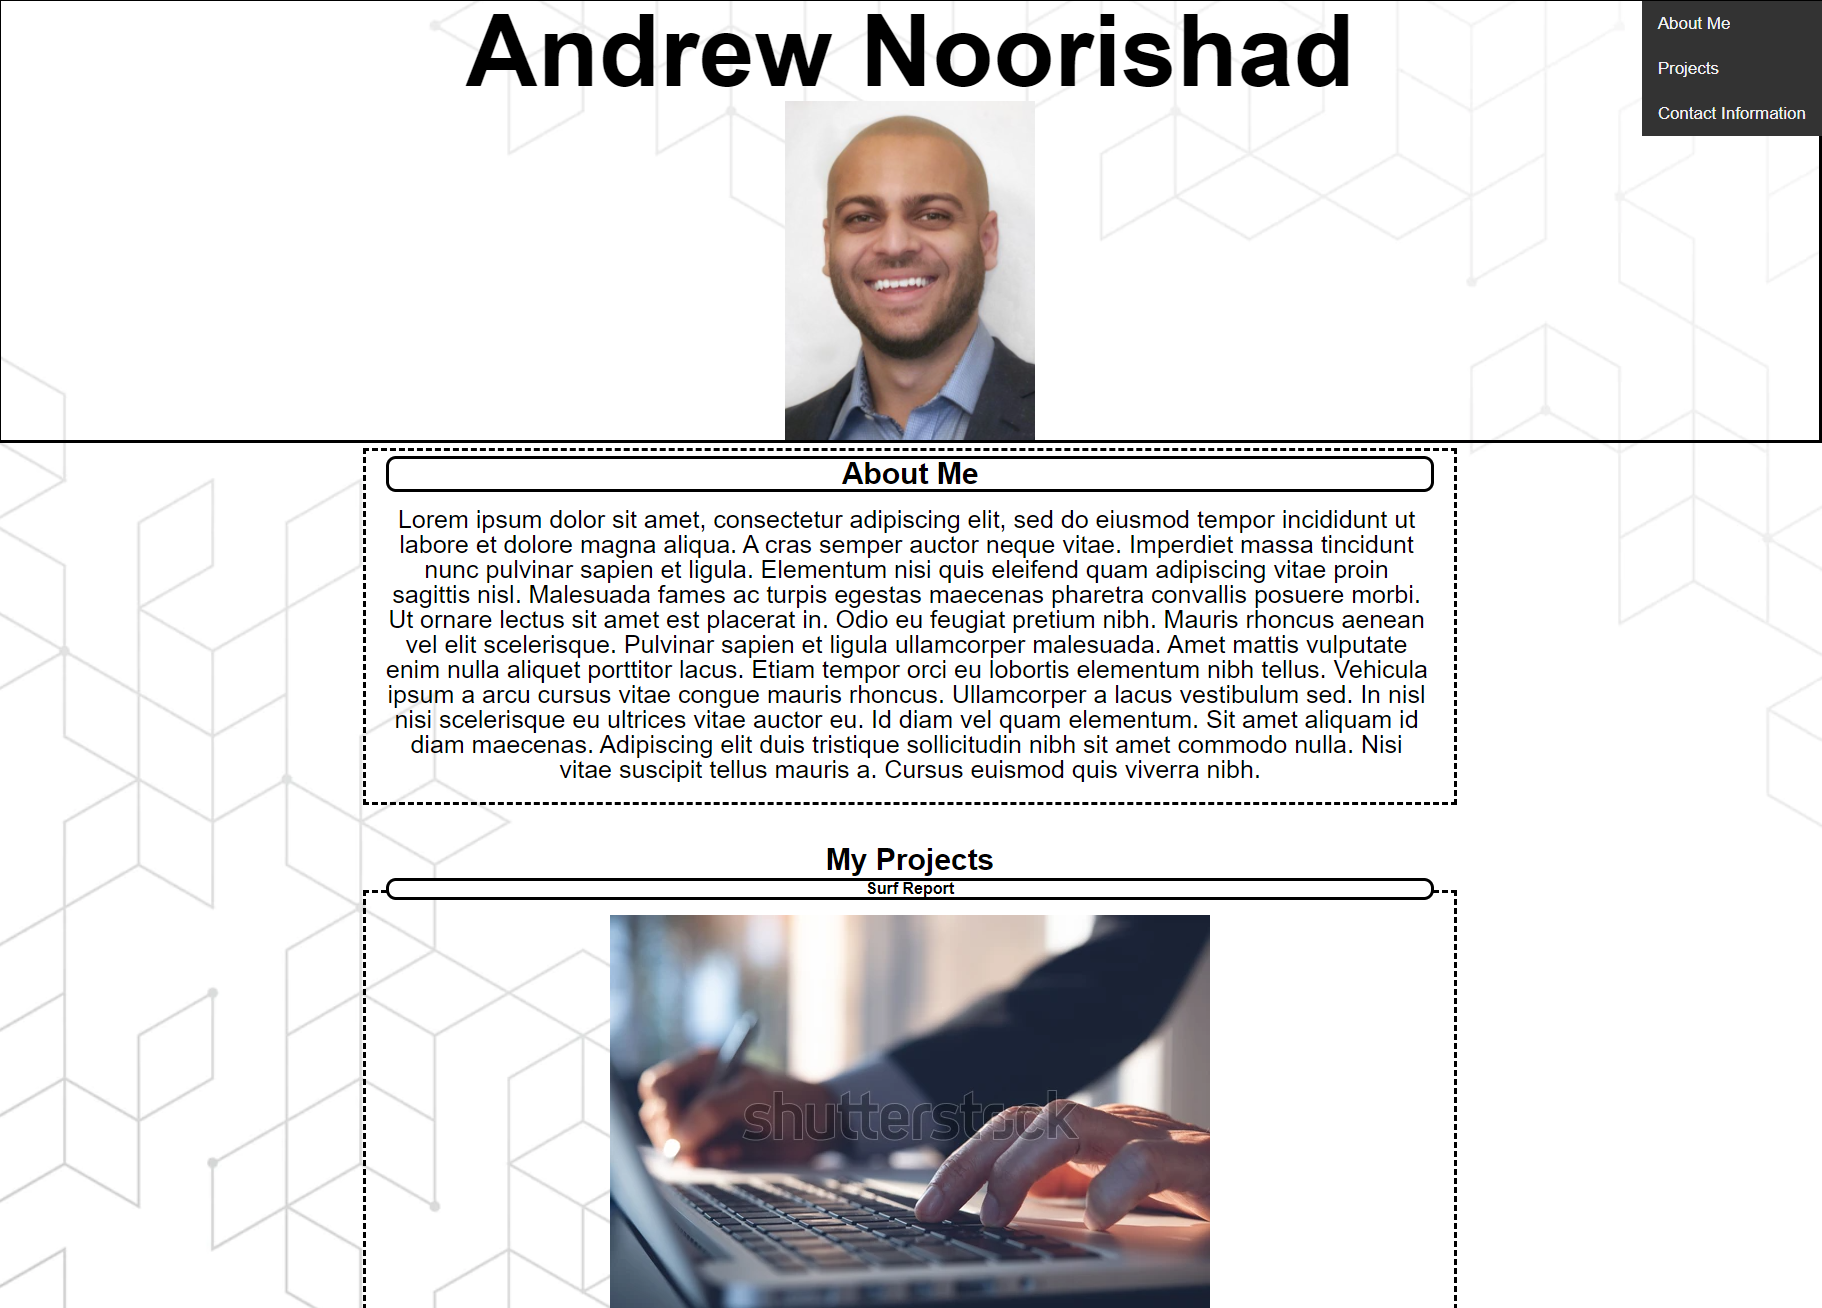 Andrew Noorishad
About Me
Projects
Contact Information
About Me
Lorem ipsum dolor sit amet, consectetur adipiscing elit, sed do eiusmod tempor incididunt ut
labore et dolore magna aliqua. A cras semper auctor neque vitae. Imperdiet massa tincidunt
nunc pulvinar sapien et ligula. Elementum nisi quis eleifend quam adipiscing vitae proin
sagittis nisl. Malesuada fames ac turpis egestas maecenas pharetra convallis posuere morbi.
Ut ornare lectus sit amet est placerat in. Odio eu feugiat pretium nibh. Mauris rhoncus aenean
vel elit scelerisque. Pulvinar sapien et ligula ullamcorper malesuada. Amet mattis vulputate
enim nulla aliquet porttitor lacus. Etiam tempor orci eu lobortis elementum nibh tellus. Vehicula
ipsum a arcu cursus vitae congue mauris rhoncus. Ullamcorper a lacus vestibulum sed. In nisl
nisi scelerisque eu ultrices vitae auctor eu. Id diam vel quam elementum. Sit amet aliquam id
diam maecenas. Adipiscing elit duis tristique sollicitudin nibh sit amet commodo nulla. Nisi
vitae suscipit tellus mauris a. Cursus euismod quis viverra nibh.
My Projects
Surf Report
shutterstock